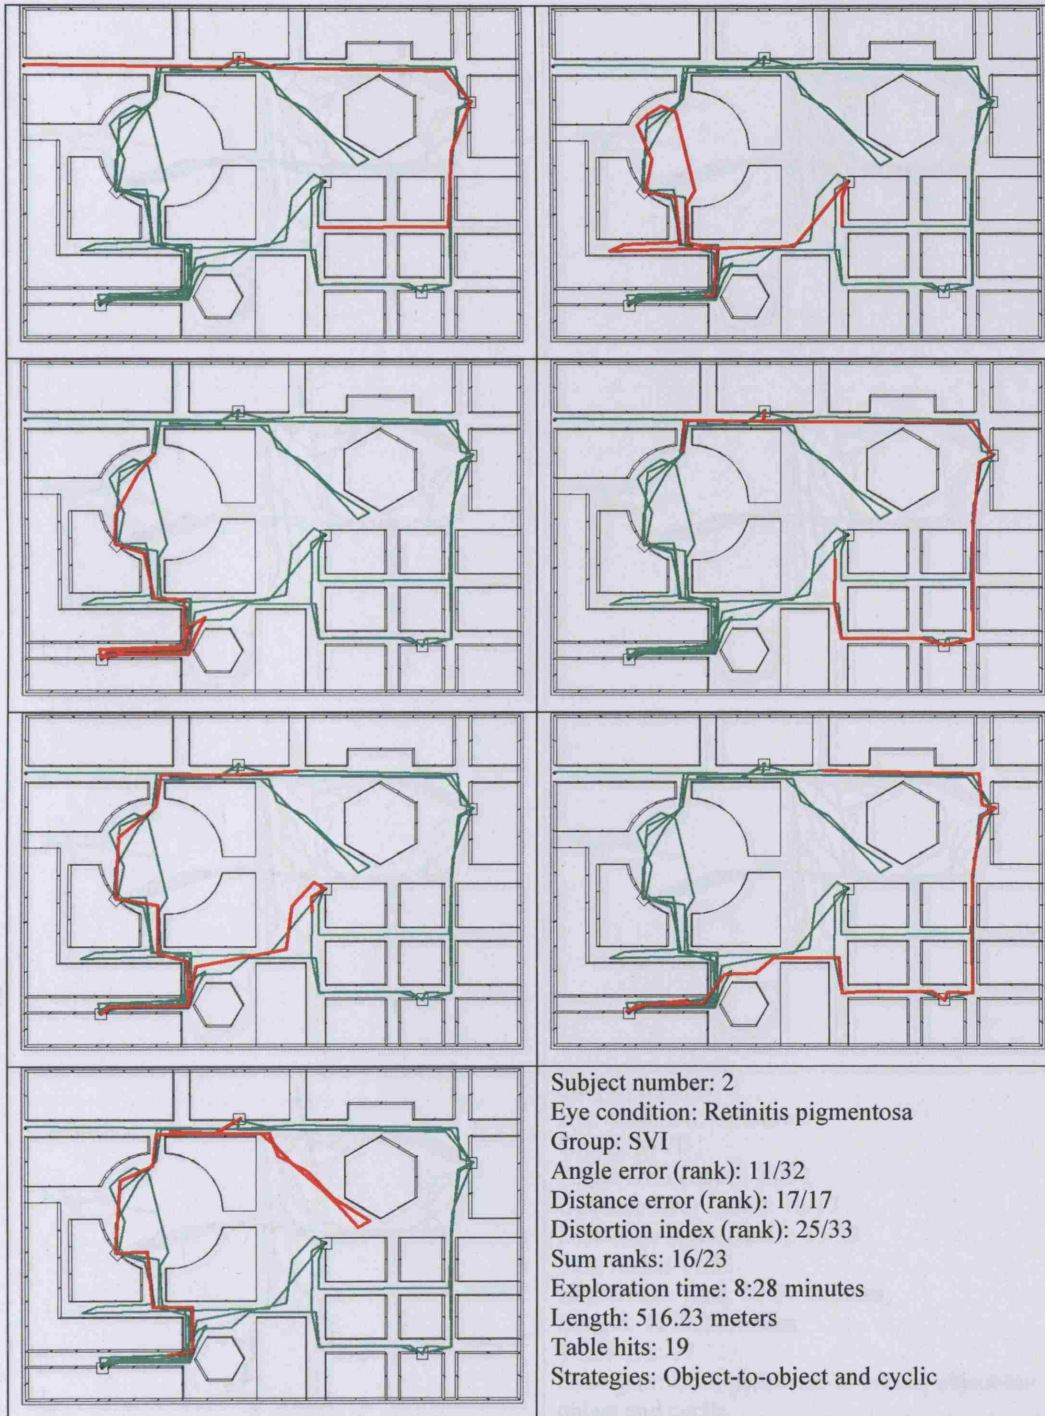 Subject number: 2
Eye condition: Retinitis pigmentosa
Group: SVI
Angle error (rank): 11/32
Distance error (rank): 17/17
Distortion index (rank): 25/33
Sum ranks: 16/23
Exploration time: 8:28 minutes
Length: 516.23 meters
Table hits: 19
Strategies: Object-to-object and cyclic